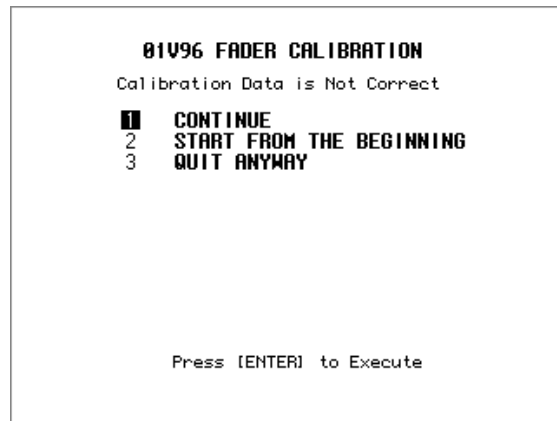 01V96 FADER CALIBRATION
Calibration Data is Not Correct
1 CONTINUE
2 START FROM THE BEGINNING
3 QUIT ANYWAY
Press [ENTER] to Execute